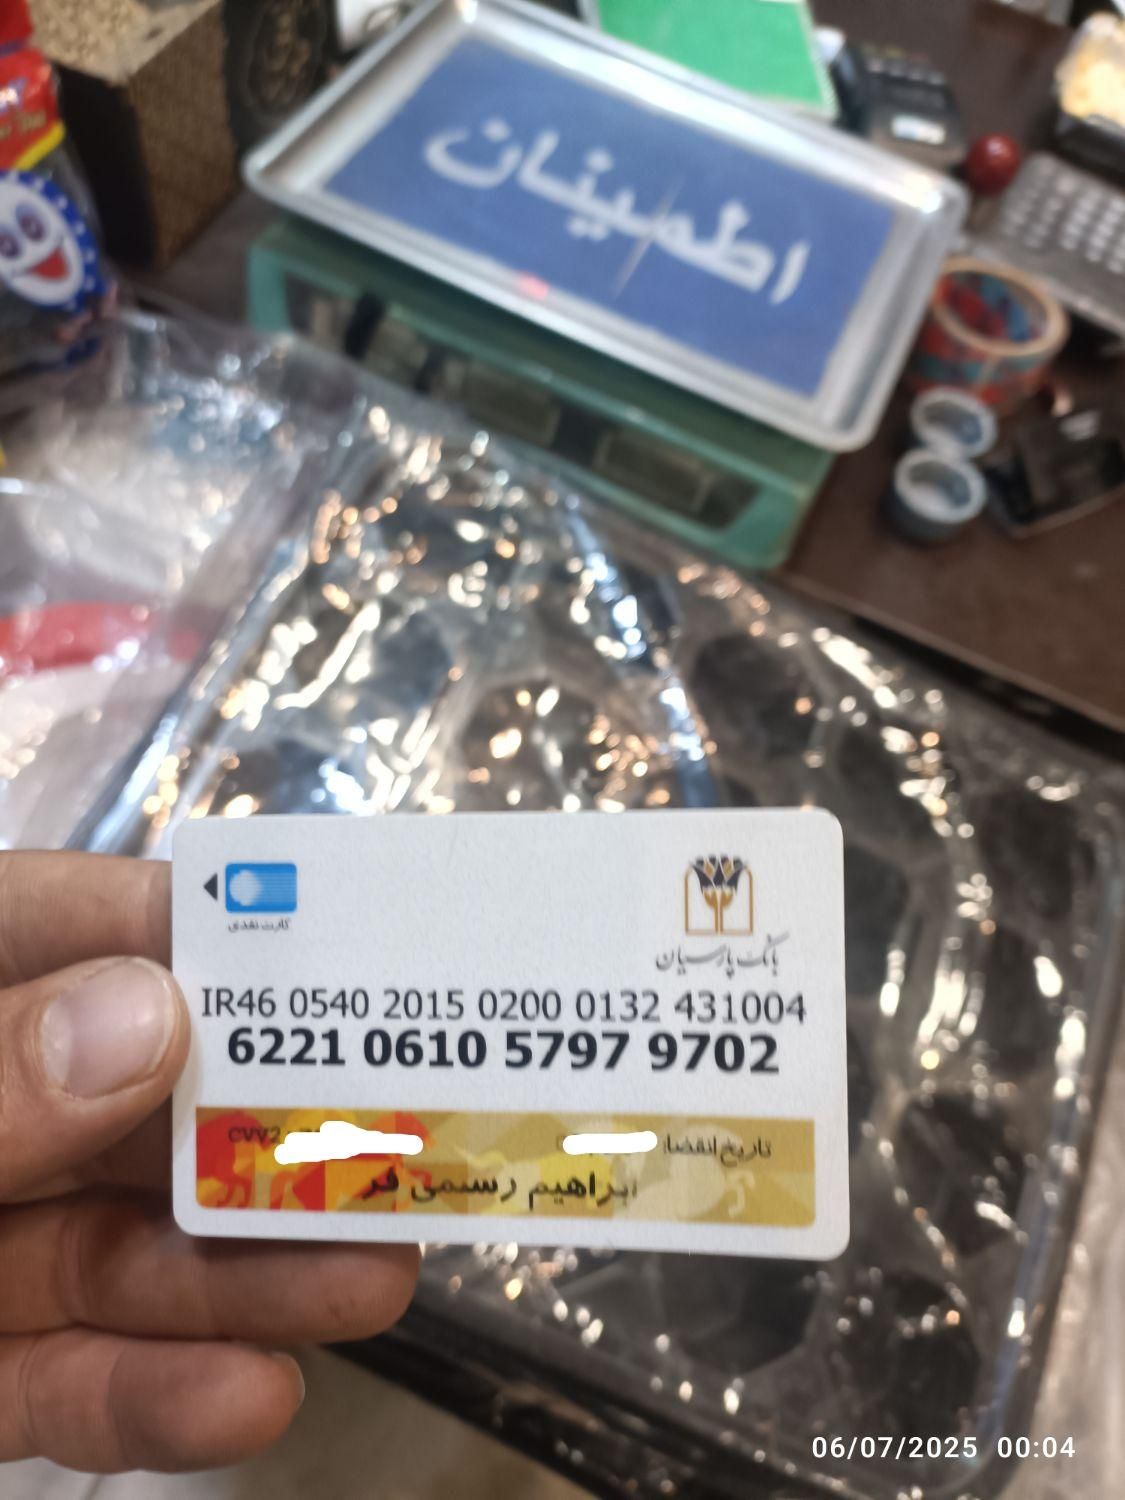 اطمینان
کارت نقدی
بانک پارسیان
IR46 0540 2015 0200 0132 431004
6221 0610 5797 9702
CVV2:
تاریخ انقضا:
ابراهیم رسمی فر
06/07/2025 00:04